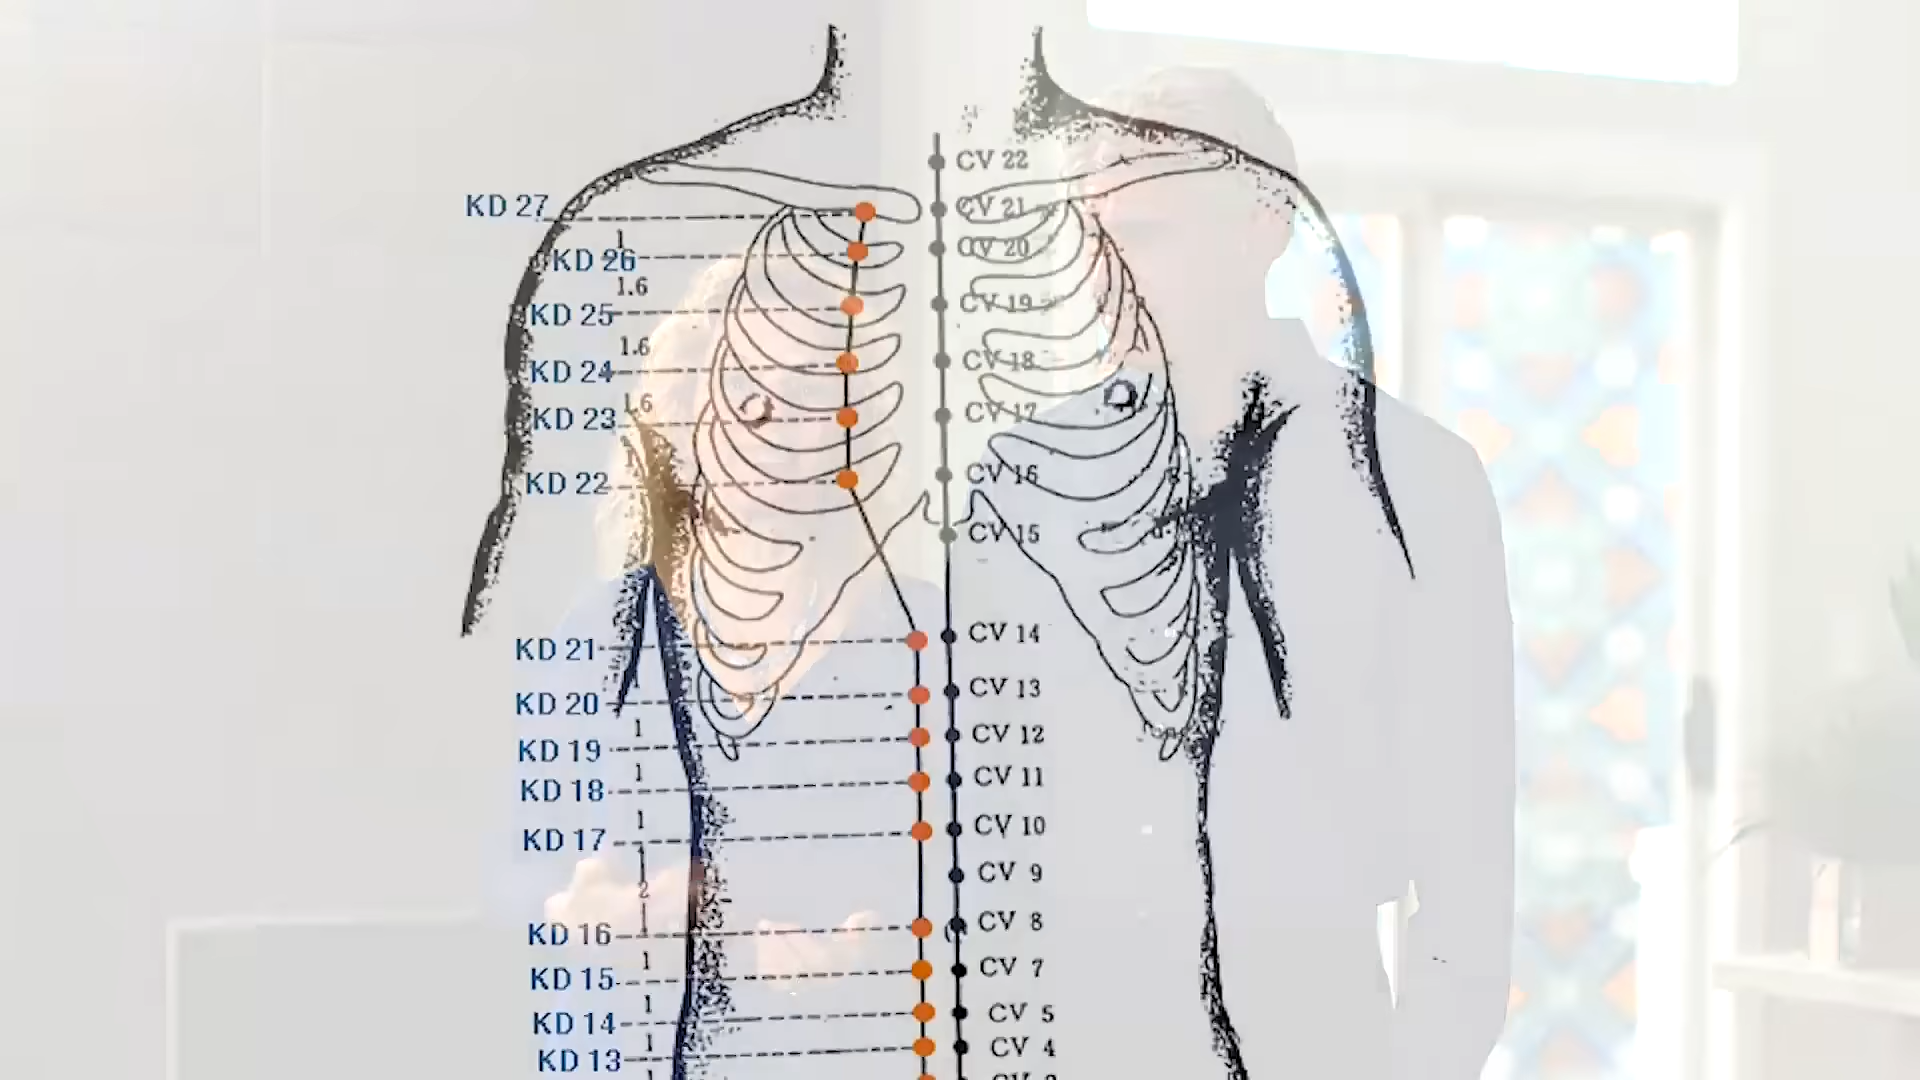 CV 22
KD 27
CV 21
1
CV 20
KD 26
1.6
CV 19
KD 25
1.6
CV 18
KD 24
1.6
CV 17
KD 23
CV 16
KD 22
CV 15
CV 14
KD 21
1
CV 13
KD 20
1
CV 12
KD 19
1
CV 11
KD 18
1
CV 10
KD 17
1
CV 9
2
1
CV 8
KD 16
1
CV 7
KD 15
1
CV 5
KD 14
1
CV 4
KD 13
1